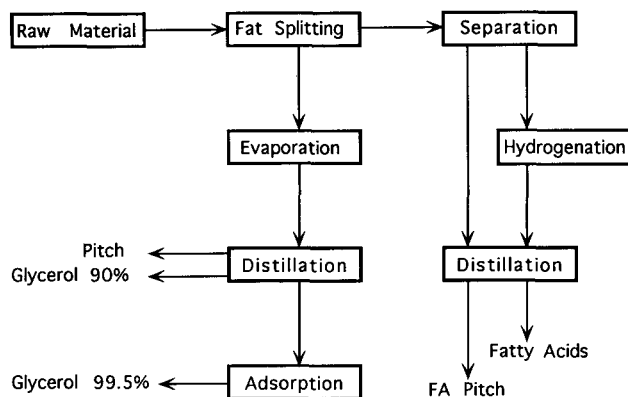 Raw Material
Fat Splitting
Separation
Evaporation
Hydrogenation
Pitch
Glycerol 90%
Distillation
Distillation
Fatty Acids
Glycerol 99.5%
Adsorption
FA Pitch